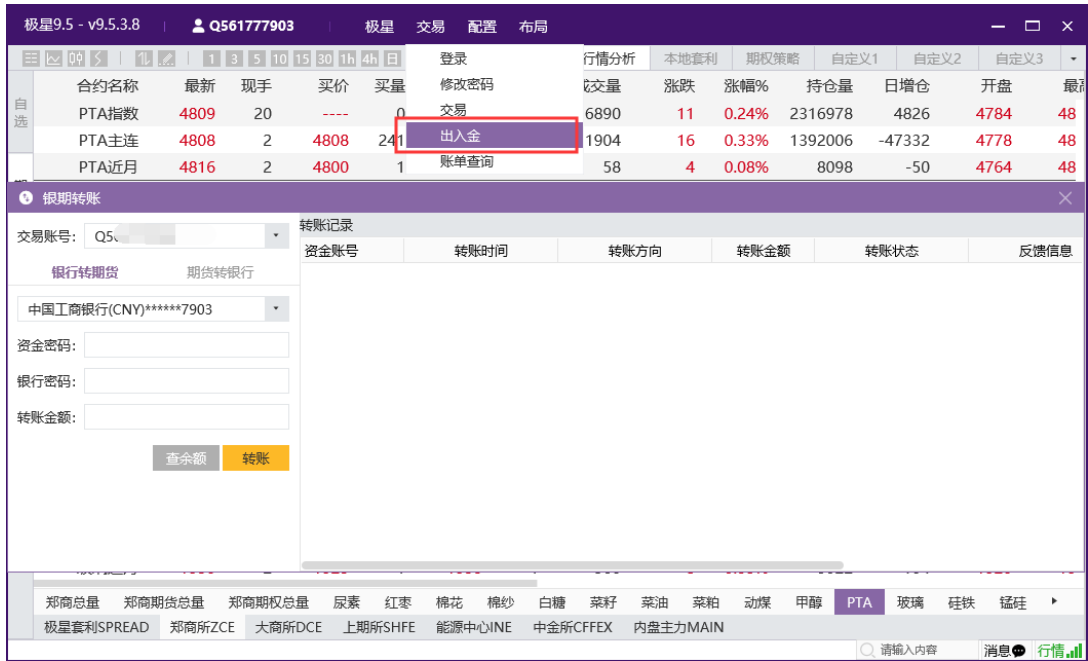 极星9.5 - v9.5.3.8 Q561777903 极星 交易 配置 布局
1 3 5 10 15 30 1h 4h 日 行情分析 本地套利 期权策略 自定义1 自定义2 自定义3
登录
修改密码
交易
出入金
账单查询
自选
合约名称 最新 现手 买价 买量 成交量 涨跌 涨幅% 持仓量 日增仓 开盘 最高
PTA指数 4809 20 ---- 0 6890 11 0.24% 2316978 4826 4784 48
PTA主连 4808 2 4808 241 1904 16 0.33% 1392006 -47332 4778 48
PTA近月 4816 2 4800 1 58 4 0.08% 8098 -50 4764 48
银期转账
交易账号: Q5
银行转期货 期货转银行
中国工商银行(CNY)******7903
资金密码:
银行密码:
转账金额:
查余额 转账
转账记录
资金账号 转账时间 转账方向 转账金额 转账状态 反馈信息
郑商总量 郑商期货总量 郑商期权总量 尿素 红枣 棉花 棉纱 白糖 菜籽 菜油 菜粕 动煤 甲醇 PTA 玻璃 硅铁 锰硅
极星套利SPREAD 郑商所ZCE 大商所DCE 上期所SHFE 能源中心INE 中金所CFFEX 内盘主力MAIN
请输入内容 消息 行情